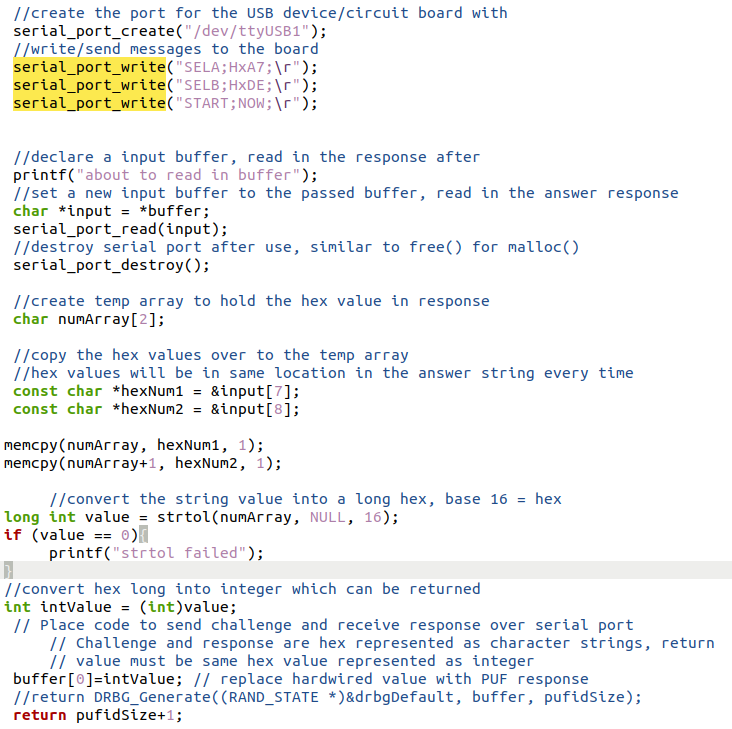 //create the port for the USB device/circuit board with
serial_port_create("/dev/ttyUSB1");
//write/send messages to the board
serial_port_write("SELA;HxA7;\r");
serial_port_write("SELB;HxDE;\r");
serial_port_write("START;NOW;\r");
//declare a input buffer, read in the response after
printf("about to read in buffer");
//set a new input buffer to the passed buffer, read in the answer response
char *input = *buffer;
serial_port_read(input);
//destroy serial port after use, similar to free() for malloc()
serial_port_destroy();
//create temp array to hold the hex value in response
char numArray[2];
//copy the hex values over to the temp array
//hex values will be in same location in the answer string every time
const char *hexNum1 = &input[7];
const char *hexNum2 = &input[8];
memcpy(numArray, hexNum1, 1);
memcpy(numArray+1, hexNum2, 1);
//convert the string value into a long hex, base 16 = hex
long int value = strtol(numArray, NULL, 16);
if (value == 0){
printf("strtol failed");
}
//convert hex long into integer which can be returned
int intValue = (int)value;
// Place code to send challenge and receive response over serial port
// Challenge and response are hex represented as character strings, return
// value must be same hex value represented as integer
buffer[0]=intValue; // replace hardwired value with PUF response
//return DRBG_Generate((RAND_STATE *)&drbgDefault, buffer, pufidSize);
return pufidSize+1;